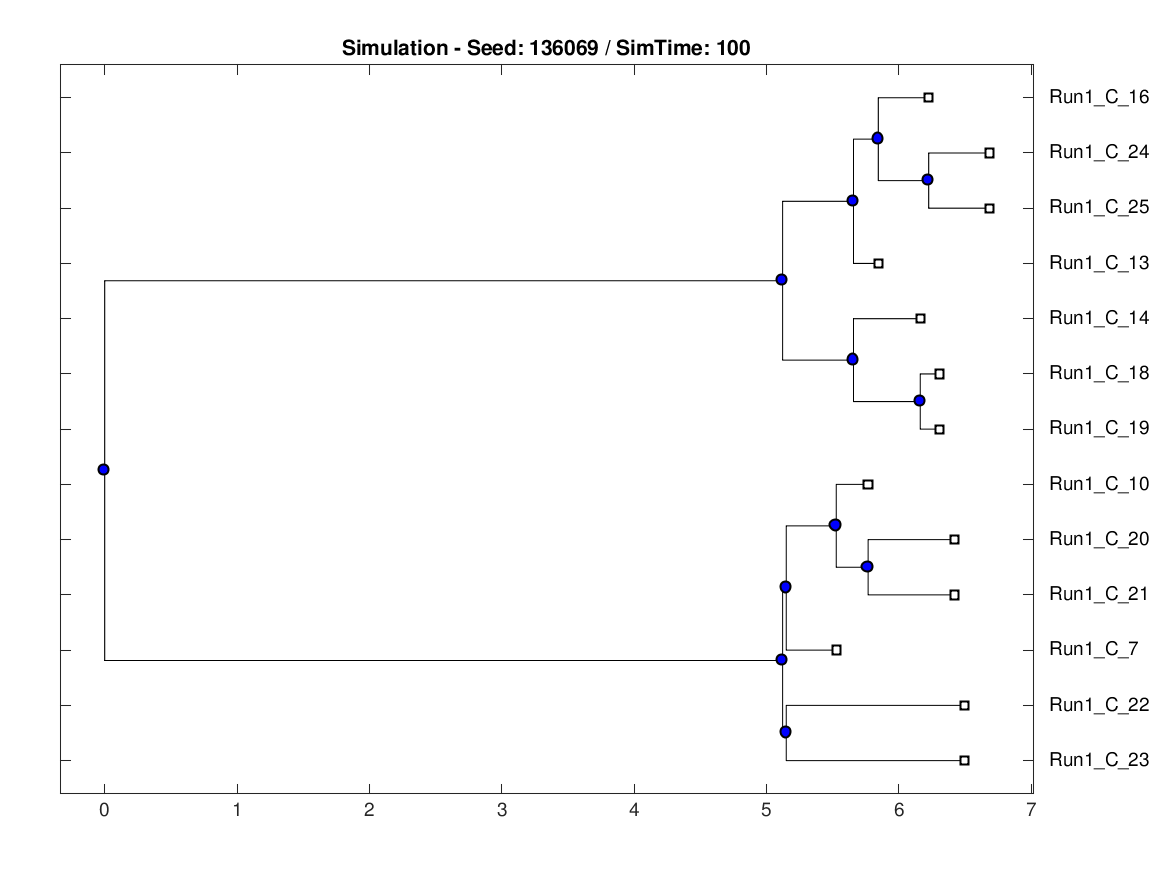 Simulation - Seed: 136069 / SimTime: 100
Run1_C_16
Run1_C_24
Run1_C_25
Run1_C_13
Run1_C_14
Run1_C_18
Run1_C_19
Run1_C_10
Run1_C_20
Run1_C_21
Run1_C_7
Run1_C_22
Run1_C_23
0 1 2 3 4 5 6 7